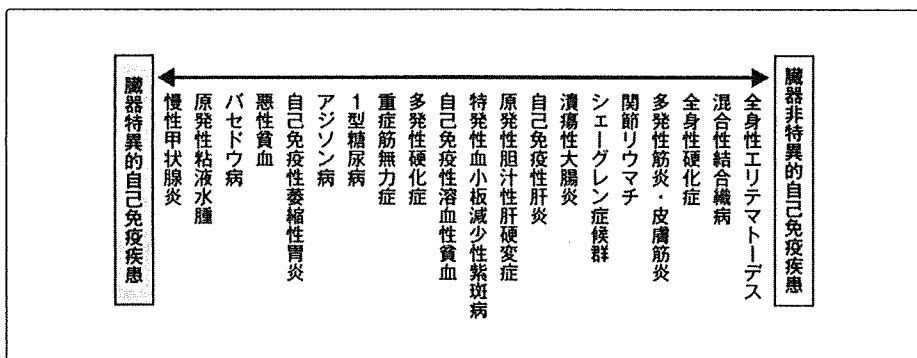 臓器特異的自己免疫疾患
慢性甲状腺炎
原発性粘液水腫
バセドウ病
悪性貧血
自己免疫性萎縮性胃炎
アジソン病
1型糖尿病
重症筋無力症
多発性硬化症
自己免疫性溶血性貧血
特発性血小板減少性紫斑病
原発性胆汁性肝硬変症
自己免疫性肝炎
潰瘍性大腸炎
シェーグレン症候群
関節リウマチ
多発性筋炎・皮膚筋炎
全身性硬化症
混合性結合織病
全身性エリテマトーデス
臓器非特異的自己免疫疾患